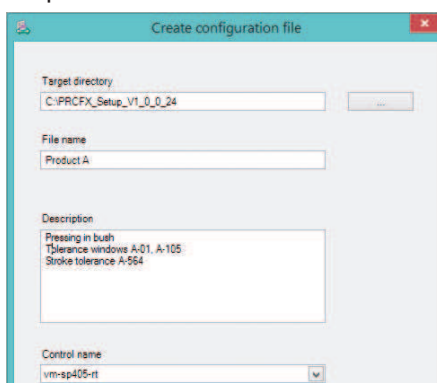 Create configuration file
Target directory
C:\PRCFX_Setup_V1_0_0_24
...
File name
Product A
Description
Pressing in bush
Tolerance windows A-01, A-105
Stroke tolerance A-564
Control name
vm-sp405-rt